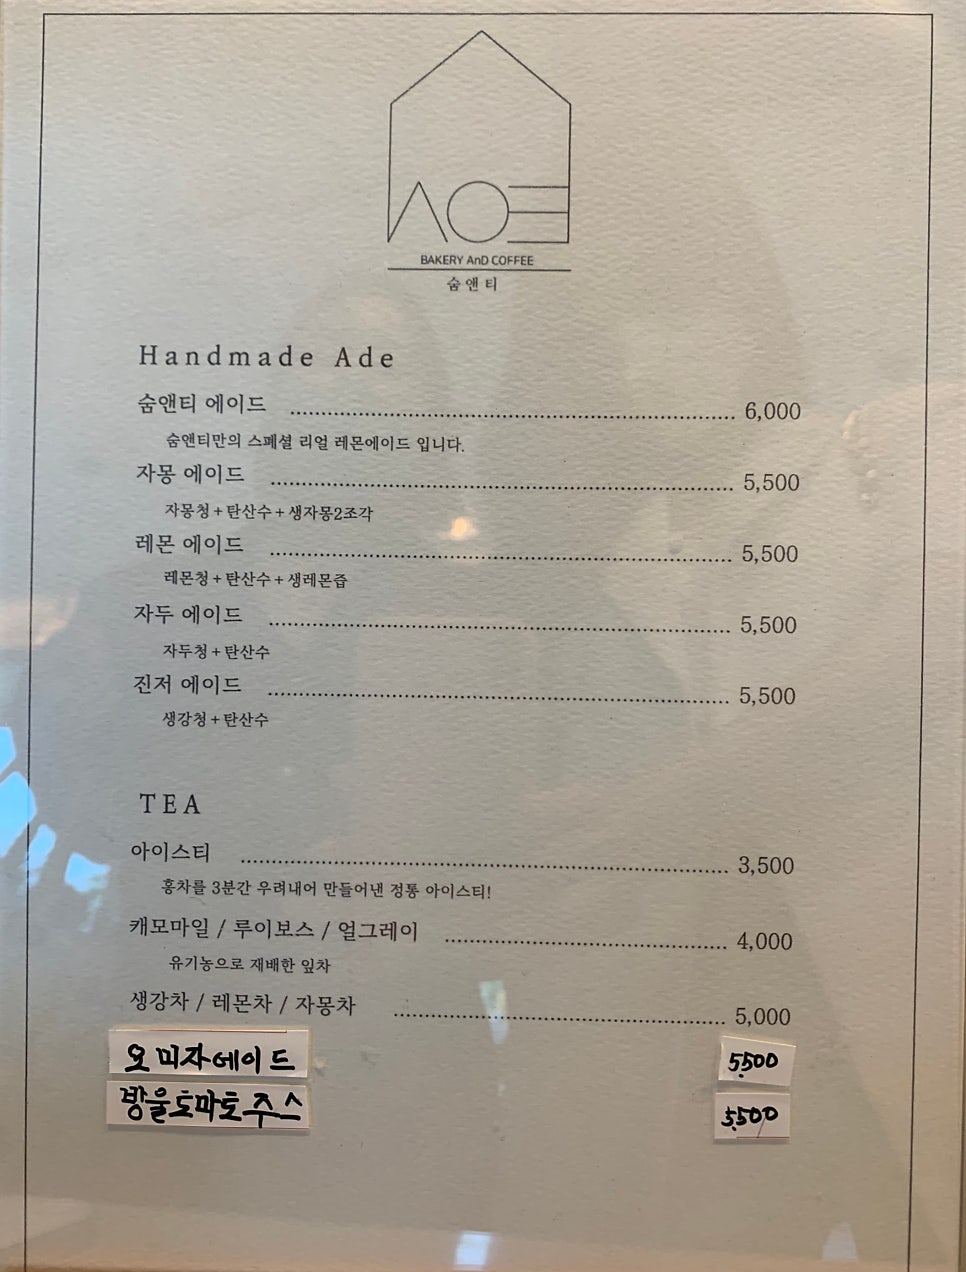 BAKERY AnD COFFEE
숨앤티
Handmade Ade
숨앤티 에이드 6,000
숨앤티만의 스페셜 리얼 레몬에이드 입니다.
자몽 에이드 5,500
자몽청+탄산수+생자몽2조각
레몬 에이드 5,500
레몬청+탄산수+생레몬즙
자두 에이드 5,500
자두청+탄산수
진저 에이드 5,500
생강청+탄산수
TEA
아이스티 3,500
홍차를 3분간 우려내어 만들어낸 정통 아이스티!
캐모마일 / 루이보스 / 얼그레이 4,000
유기농으로 재배한 잎차
생강차 / 레몬차 / 자몽차 5,000
오미자에이드 5,500
방울토마토주스 5,500